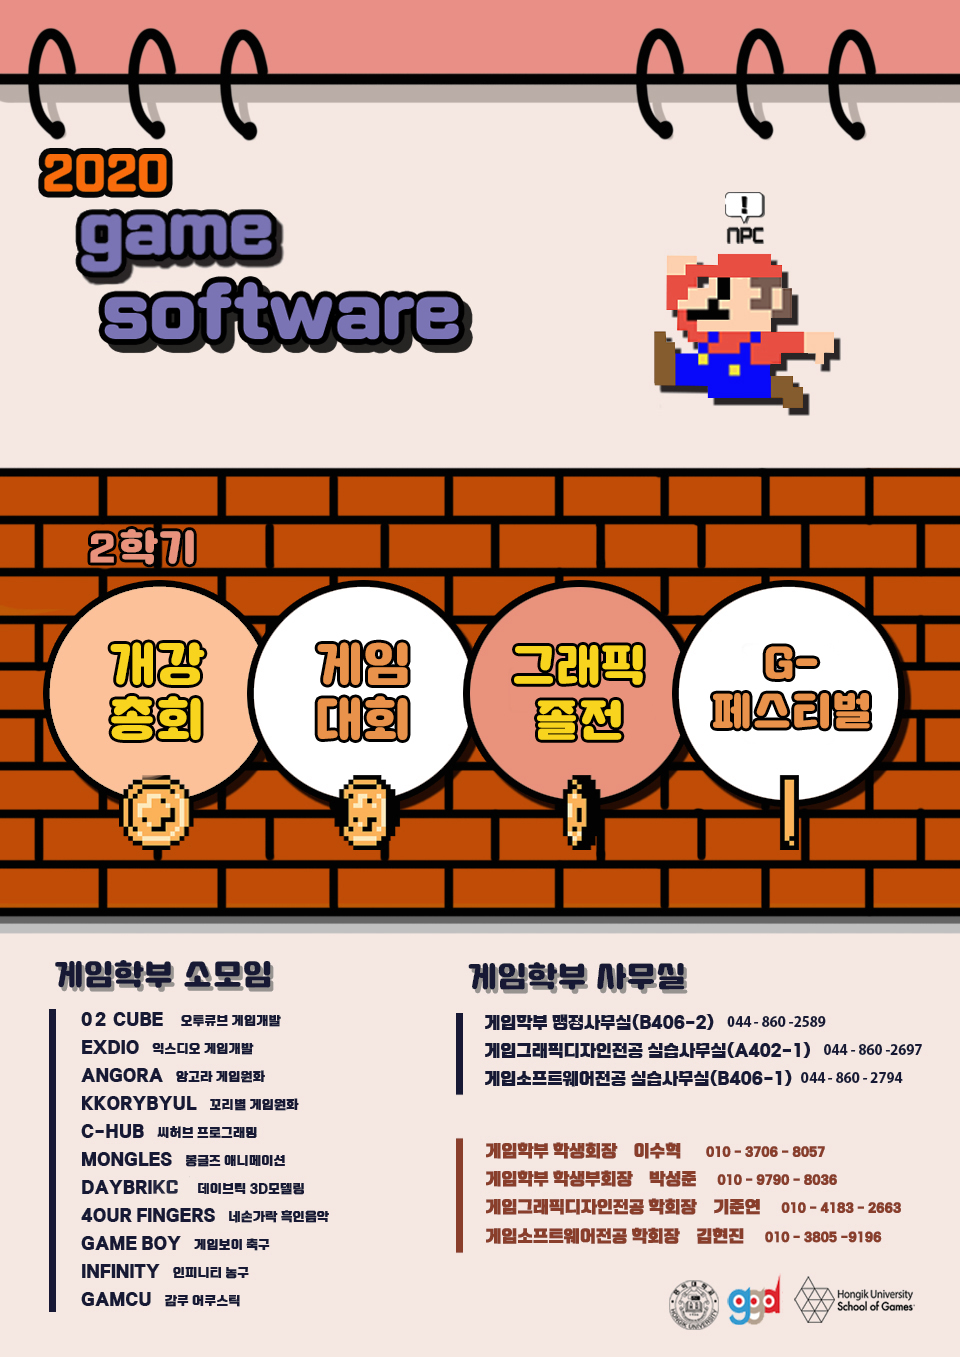 2020
game
software
!
NPC
2학기
개강
총회
게임
대회
그래픽
졸전
G-
페스티벌
게임학부 소모임
02 CUBE 오투큐브 게임개발
EXDIO 익스디오 게임개발
ANGORA 앙고라 게임원화
KKORYBYUL 꼬리별 게임원화
C-HUB 씨허브 프로그래밍
MONGLES 몽글즈 애니메이션
DAYBRIKC 데이브릭 3D모델링
4OUR FINGERS 네손가락 흑인음악
GAME BOY 게임보이 축구
INFINITY 인피니티 농구
GAMCU 감쿠 어쿠스틱
게임학부 사무실
게임학부 행정사무실(B406-2) 044 - 860 -2589
게임그래픽디자인전공 실습사무실(A402-1) 044 - 860 -2697
게임소프트웨어전공 실습사무실(B406-1) 044 - 860 - 2794
게임학부 학생회장 이수혁 010 - 3706 - 8057
게임학부 학생부회장 박성준 010 - 9790 - 8036
게임그래픽디자인전공 학회장 기준연 010 - 4183 - 2663
게임소프트웨어전공 학회장 김현진 010 - 3805 -9196
HONGIK UNIVERSITY
ggd
Hongik University
School of Games